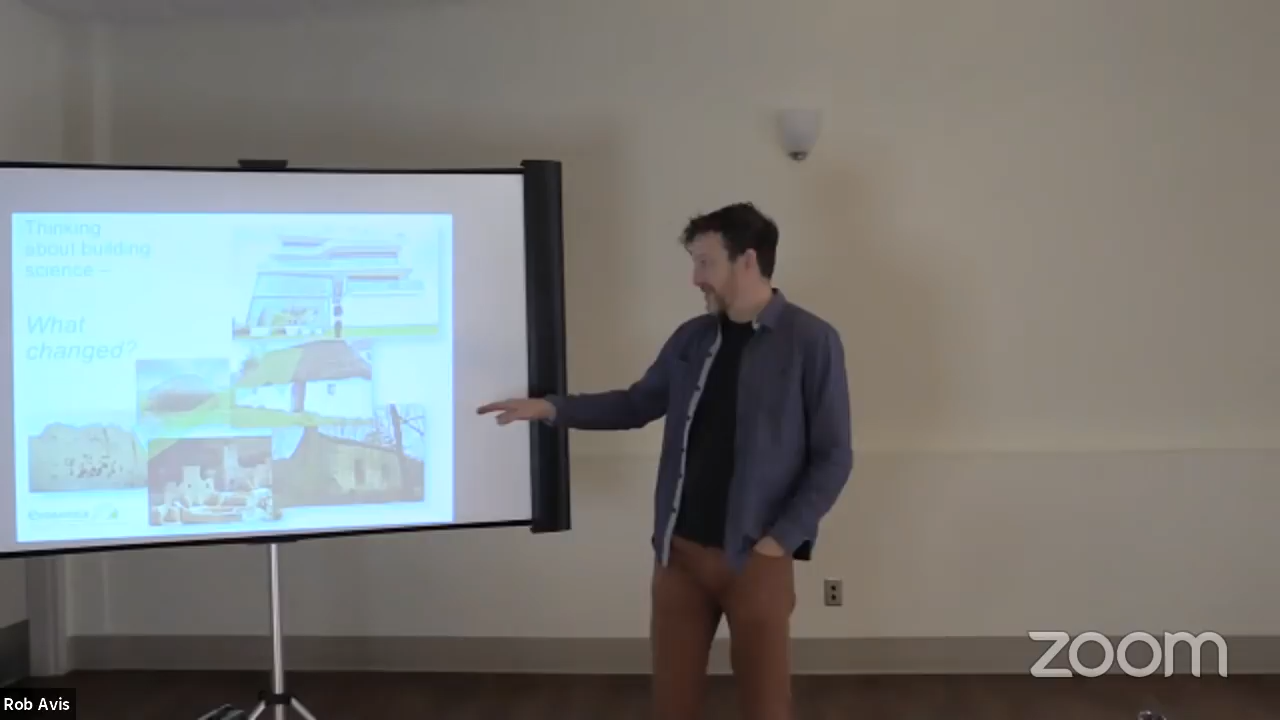 Thinking
about building
science –
What
changed?
zoom
Rob Avis